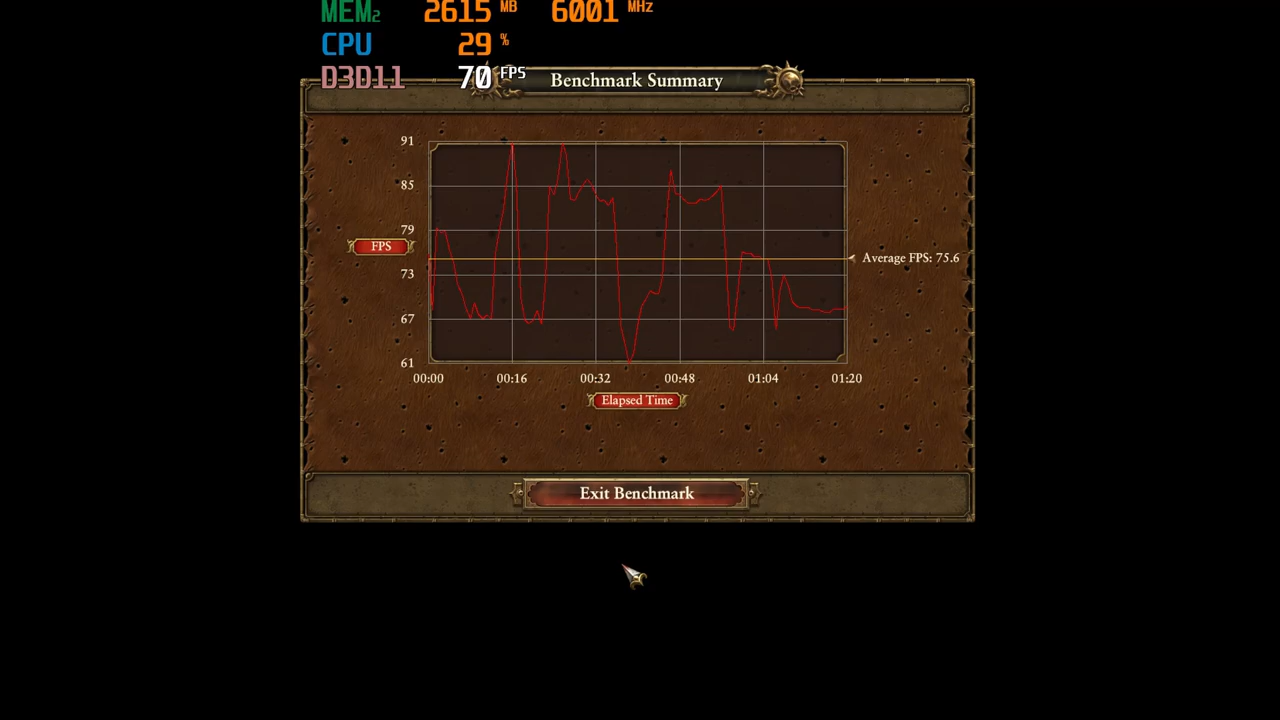 MEM2 2615 MB 6001 MHz
CPU 29 %
D3D11 70 FPS
Benchmark Summary
91
85
79
FPS
Average FPS: 75.6
73
67
61
00:00 00:16 00:32 00:48 01:04 01:20
Elapsed Time
Exit Benchmark